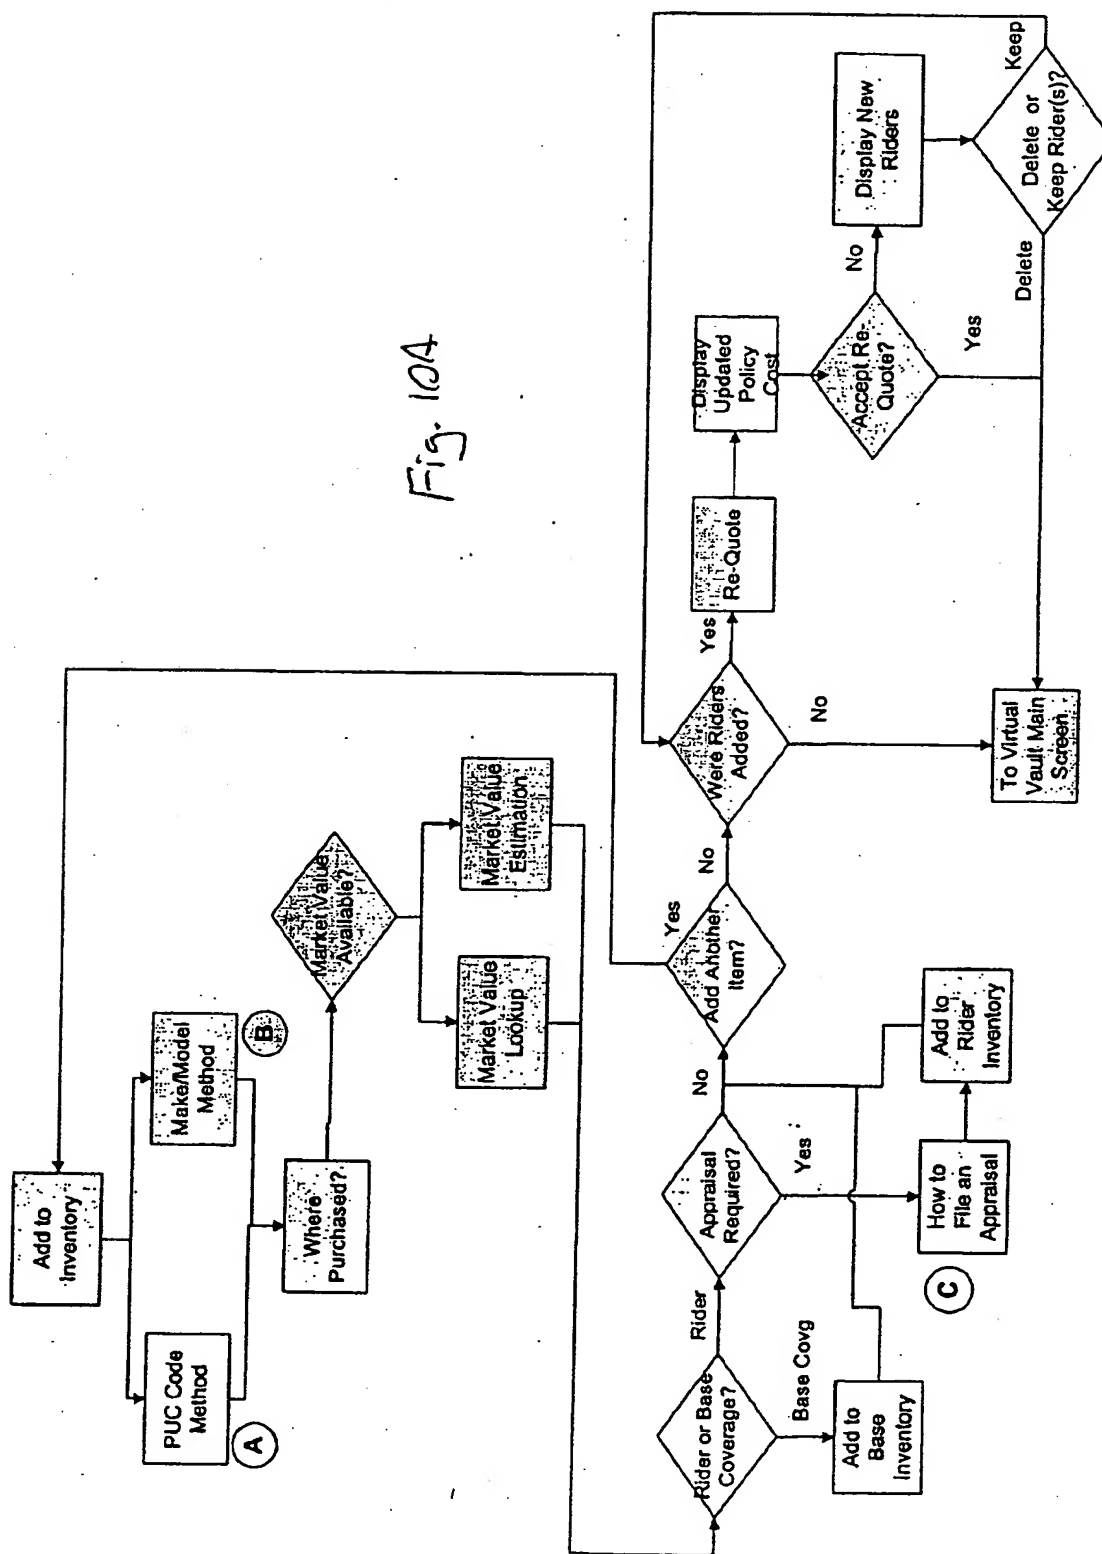 Add to
Inventory
PUC Code
Method
A
Make/Model
Method
B
Where
Purchased?
Market Value
Available?
Market Value
Lookup
Market Value
Estimation
Fig. 10A
Rider or Base
Coverage?
Rider
Base Covg
Add to
Base
Inventory
Appraisal
Required?
No
Yes
C
How to
File an
Appraisal
Add to
Rider
Inventory
Add Another
Item?
Yes
No
Were Riders
Added?
Yes
No
Re-Quote
Display
Updated
Policy
Cost
Accept Re-
Quote?
No
Yes
Display New
Riders
Delete or
Keep Rider(s)?
Keep
Delete
To Virtual
Vault Main
Screen